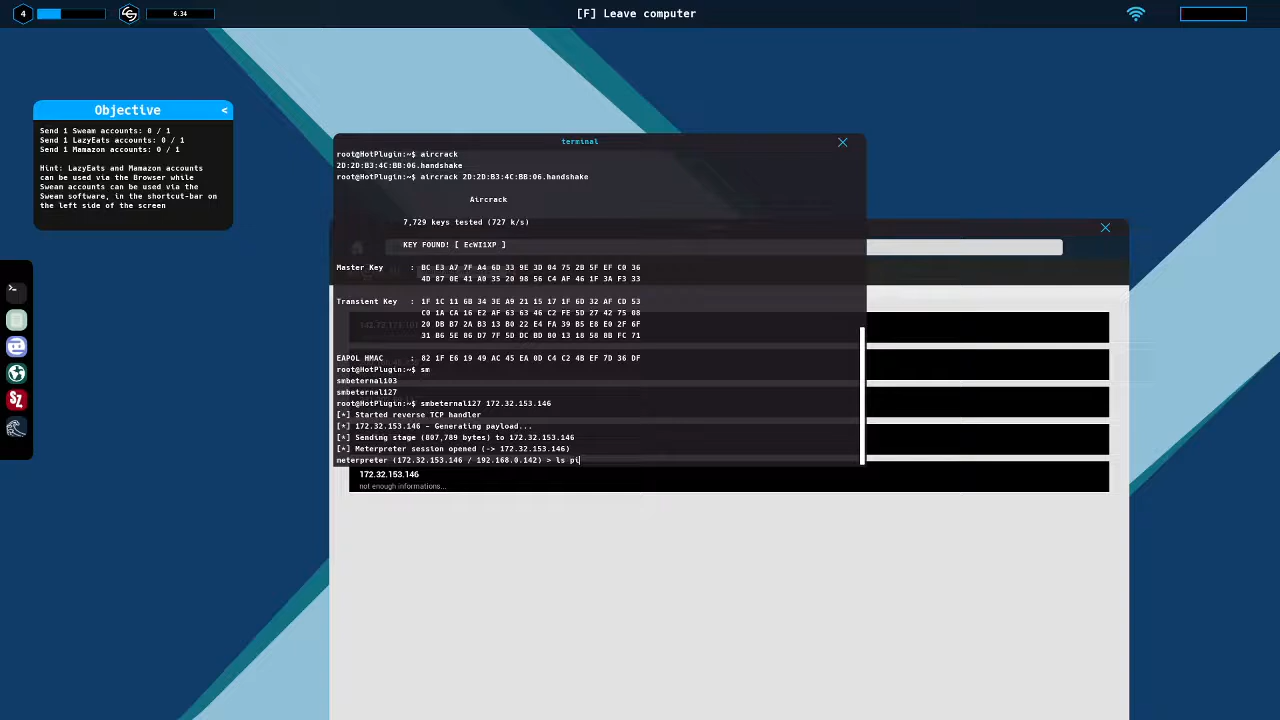 4
6.34
[F] Leave computer
Objective <
Send 1 Sweam accounts: 0 / 1
Send 1 LazyEats accounts: 0 / 1
Send 1 Mamazon accounts: 0 / 1
Hint: LazyEats and Mamazon accounts
can be used via the Browser while
Sweam accounts can be used via the
Sweam software, in the shortcut-bar on
the left side of the screen
SZ
terminal
root@HotPlugin:~$ aircrack
2D:2D:B3:4C:BB:06.handshake
root@HotPlugin:~$ aircrack 2D:2D:B3:4C:BB:06.handshake
Aircrack
7,729 keys tested (727 k/s)
KEY FOUND! [ EcWI1XP ]
Master Key : BC E3 A7 7F A4 6D 33 9E 3D 04 75 2B 5F EF C0 36
4D B7 0E 41 A0 35 20 98 56 C4 AF 46 1F 3A F3 33
Transient Key : 1F 1C 11 6B 34 3E A9 21 15 17 1F 6D 32 AF CD 53
C0 1A CA 16 E2 AF 63 63 46 C2 FE 5D 27 42 75 08
20 DB B7 2A B3 13 B0 22 E4 FA 39 B5 E8 E0 2F 6F
31 B6 5E 86 D7 7F 5D DC BD 80 13 18 58 8B FC 71
EAPOL HMAC : 82 1F E6 19 49 AC 45 EA 0D C4 C2 4B EF 7D 36 DF
root@HotPlugin:~$ sm
smbeternal103
smbeternal127
root@HotPlugin:~$ smbeternal127 172.32.153.146
[*] Started reverse TCP handler
[*] 172.32.153.146 - Generating payload...
[*] Sending stage (807,789 bytes) to 172.32.153.146
[*] Meterpreter session opened (-> 172.32.153.146)
meterpreter (172.32.153.146 / 192.168.0.142) > ls pi
172.32.153.146
not enough informations...